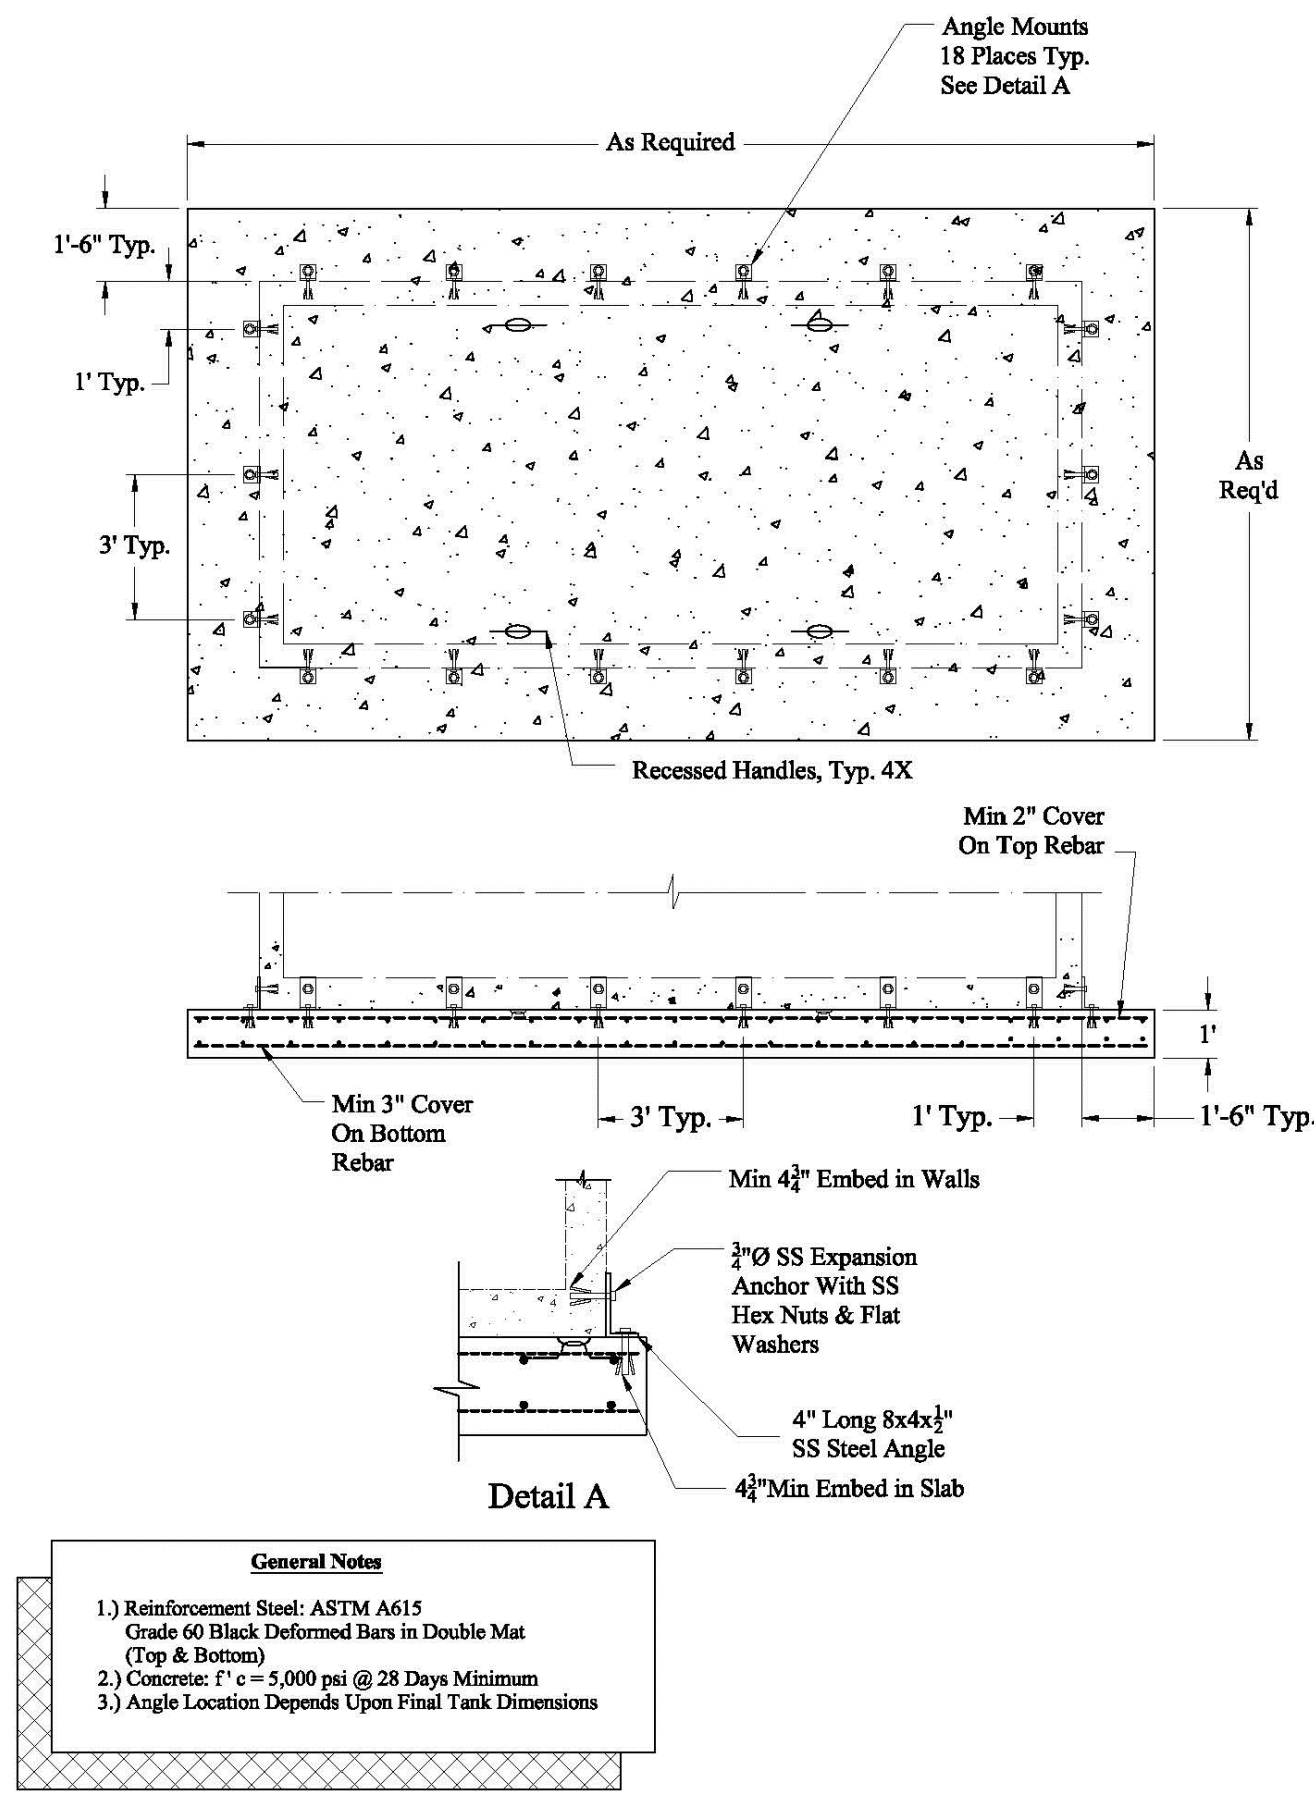 Angle Mounts
18 Places Typ.
See Detail A
As Required
1'-6" Typ.
1' Typ.
3' Typ.
As
Req'd
Recessed Handles, Typ. 4X
Min 2" Cover
On Top Rebar
1'
Min 3" Cover
On Bottom
Rebar
3' Typ.
1' Typ.
1'-6" Typ.
Min 4¾" Embed in Walls
¾"Ø SS Expansion
Anchor With SS
Hex Nuts & Flat
Washers
4" Long 8x4x½"
SS Steel Angle
4¾"Min Embed in Slab
Detail A
General Notes
1.) Reinforcement Steel: ASTM A615
Grade 60 Black Deformed Bars in Double Mat
(Top & Bottom)
2.) Concrete: f ' c = 5,000 psi @ 28 Days Minimum
3.) Angle Location Depends Upon Final Tank Dimensions